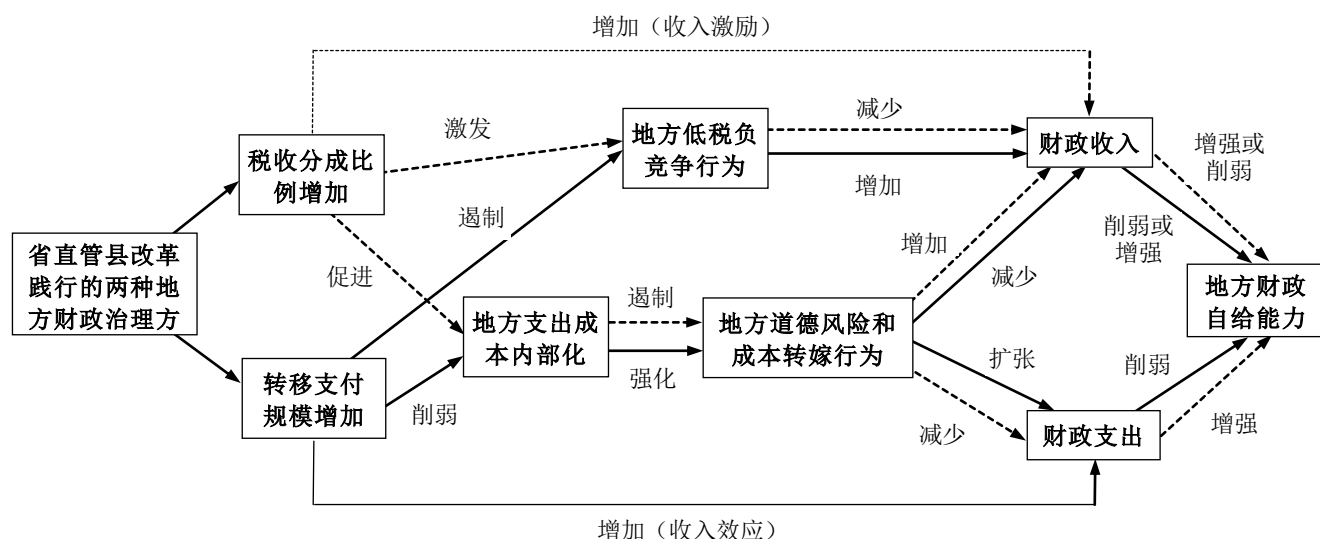 增加（收入激励）
减少
激发
地方低税负
竞争行为
财政收入
税收分成比
例增加
增强或
削弱
增加
遏制
削弱或
增强
省直管县改革
践行的两种地
方财政治理方
增加
促进
减少
遏制
地方财政
自给能力
地方支出成
本内部化
地方道德风险和
成本转嫁行为
强化
扩张
削弱
转移支付
规模增加
削弱
减少
财政支出
增强
增加（收入效应）